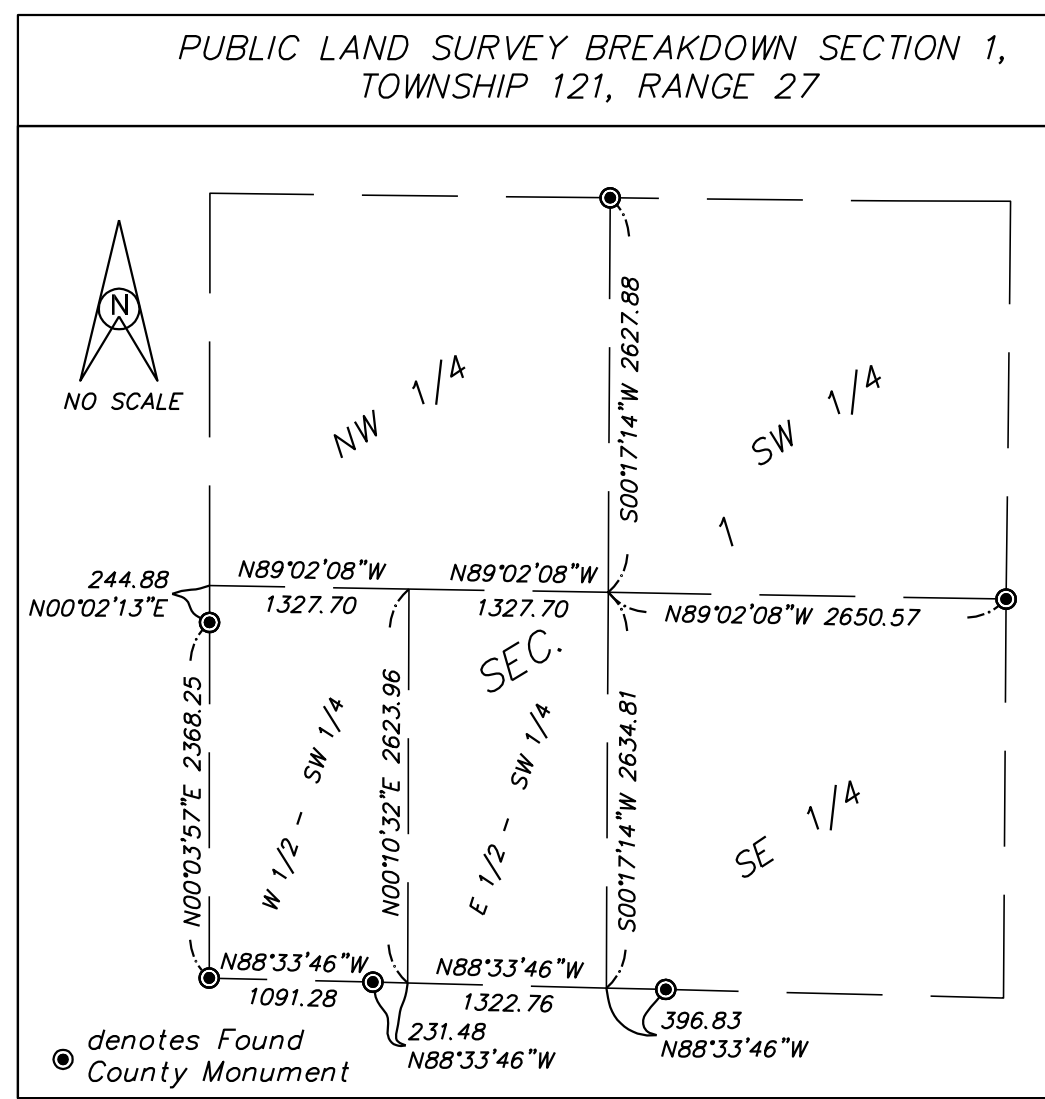 PUBLIC LAND SURVEY BREAKDOWN SECTION 1,
TOWNSHIP 121, RANGE 27
N
NO SCALE
NW 1/4
S00°17'14"W 2627.88
SW 1/4
1
244.88
N00°02'13"E
N89°02'08"W
1327.70
N89°02'08"W
1327.70
N89°02'08"W 2650.57
SEC.
N00°03'57"E 2368.25
W 1/2 - SW 1/4
N00°10'32"E 2623.96
E 1/2 - SW 1/4
S00°17'14"W 2634.81
SE 1/4
N88°33'46"W
1091.28
N88°33'46"W
1322.76
231.48
N88°33'46"W
396.83
N88°33'46"W
denotes Found
County Monument